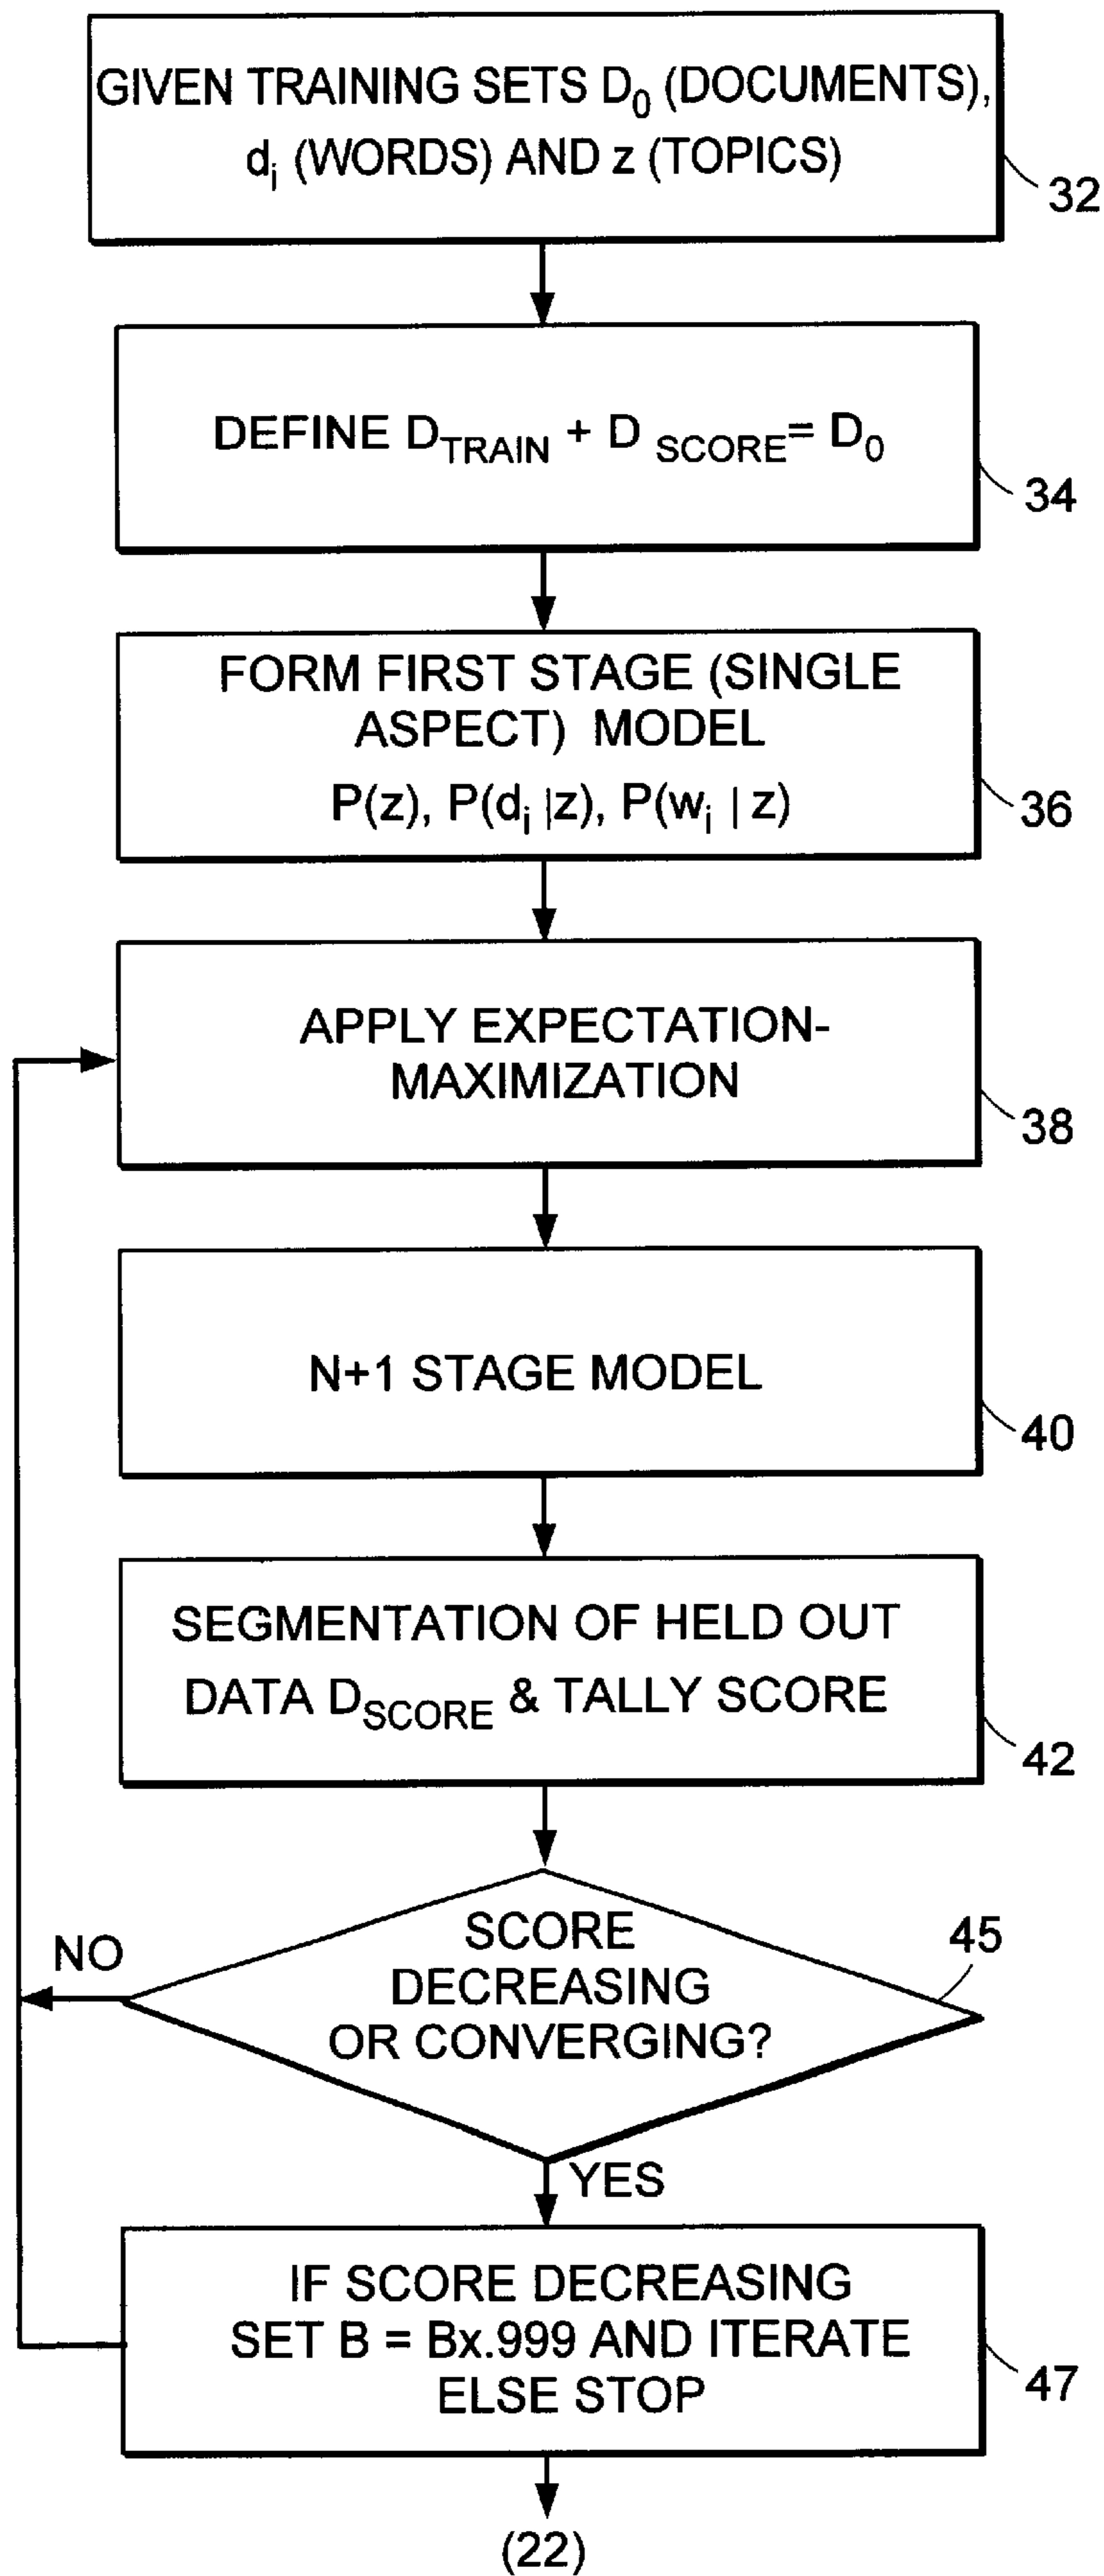 GIVEN TRAINING SETS D₀ (DOCUMENTS),
dᵢ (WORDS) AND z (TOPICS)
32
DEFINE D_TRAIN + D_SCORE = D₀
34
FORM FIRST STAGE (SINGLE
ASPECT) MODEL
P(z), P(dᵢ |z), P(wᵢ | z)
36
APPLY EXPECTATION-
MAXIMIZATION
38
N+1 STAGE MODEL
40
SEGMENTATION OF HELD OUT
DATA D_SCORE & TALLY SCORE
42
SCORE
DECREASING
OR CONVERGING?
45
NO
YES
IF SCORE DECREASING
SET B = Bx.999 AND ITERATE
ELSE STOP
47
(22)